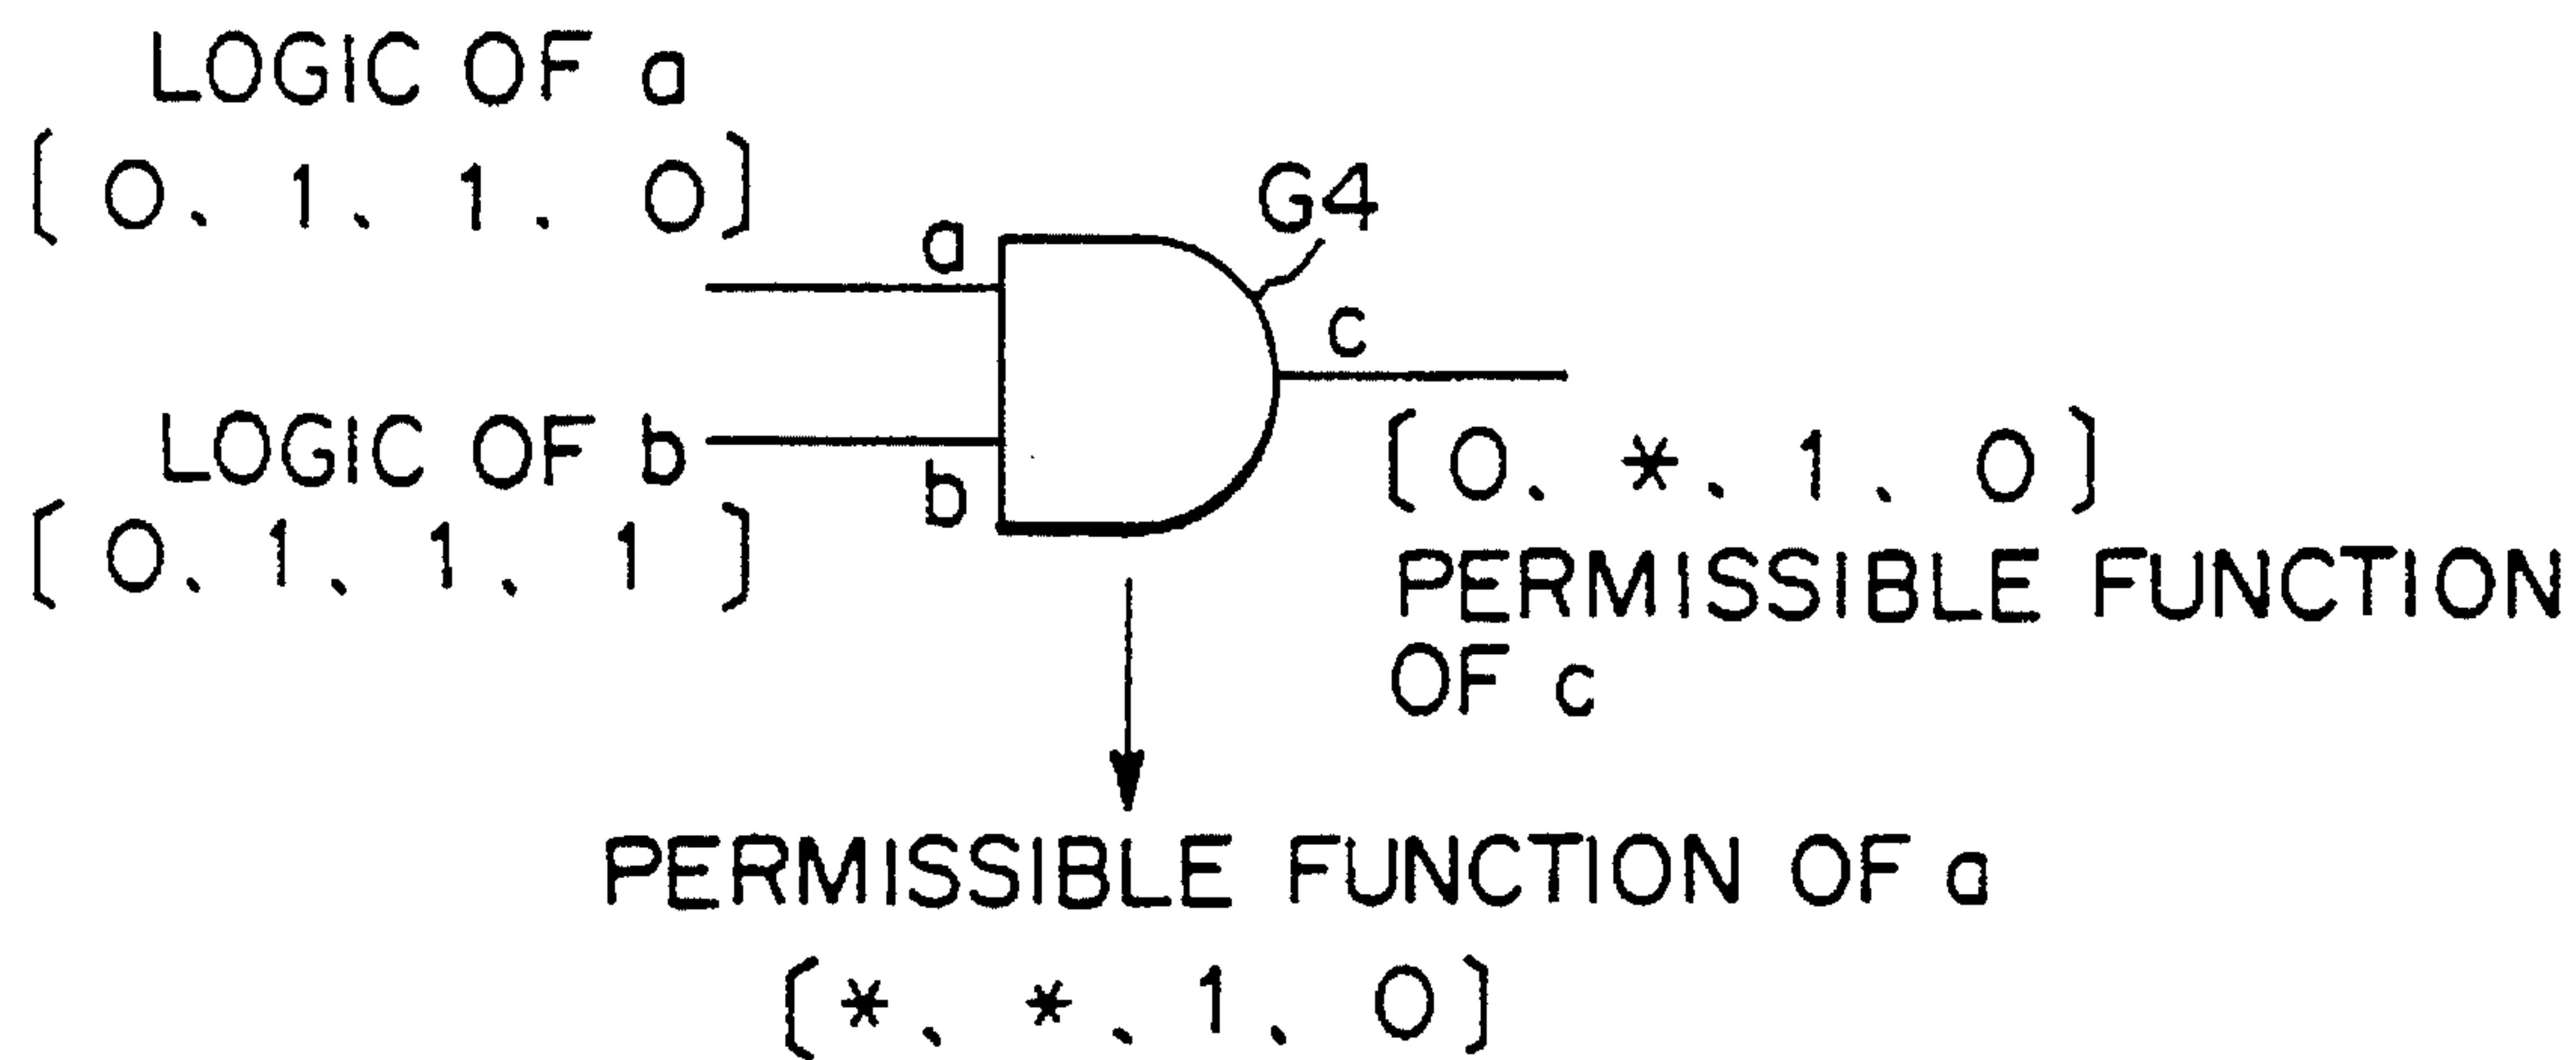 LOGIC OF a
[0, 1, 1, 0]
a
G4
c
LOGIC OF b
b
[0, 1, 1, 1]
[0, *, 1, 0]
PERMISSIBLE FUNCTION
OF c
PERMISSIBLE FUNCTION OF a
[*, *, 1, 0]